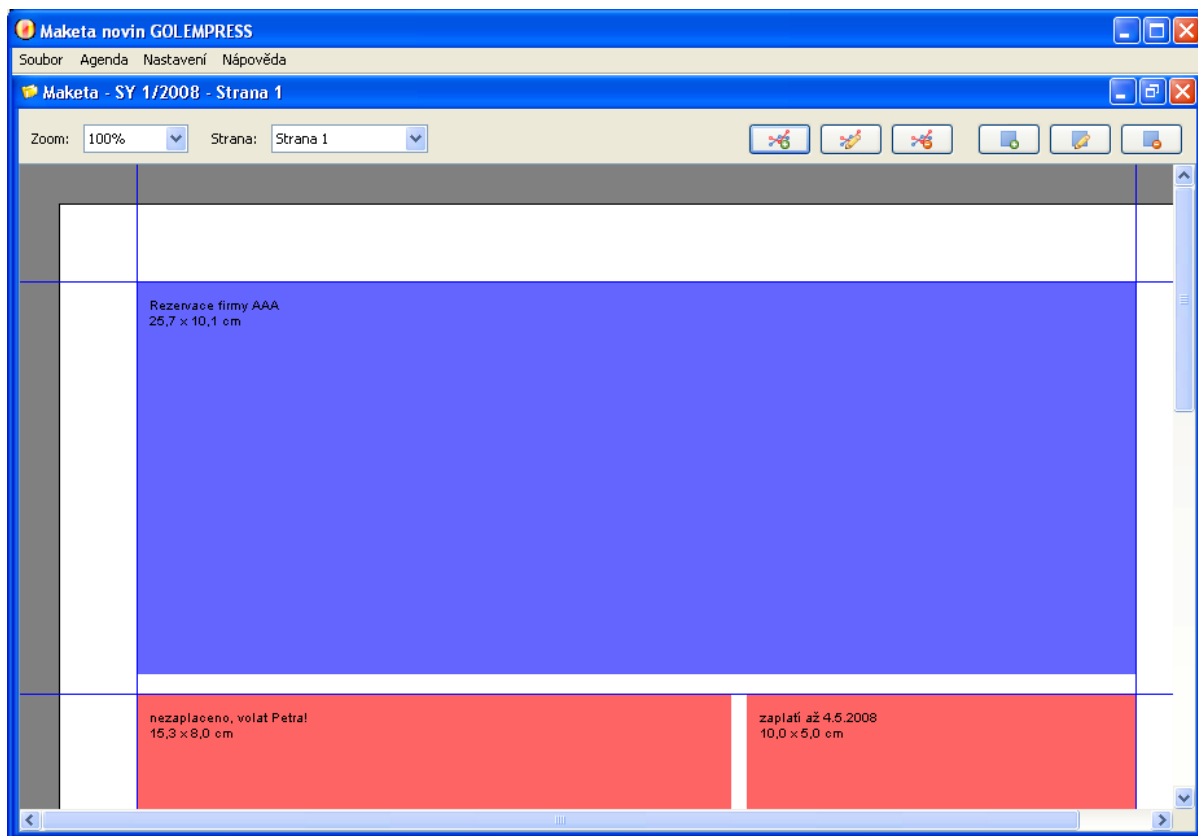 Maketa novin GOLEMPRESS
Soubor Agenda Nastavení Nápověda
Maketa - SY 1/2008 - Strana 1
Zoom: 100% Strana: Strana 1
Rezervace firmy AAA
25,7 x 10,1 cm
nezaplaceno, volat Petra!
15,3 x 8,0 cm
zaplatí až 4.5.2008
10,0 x 5,0 cm